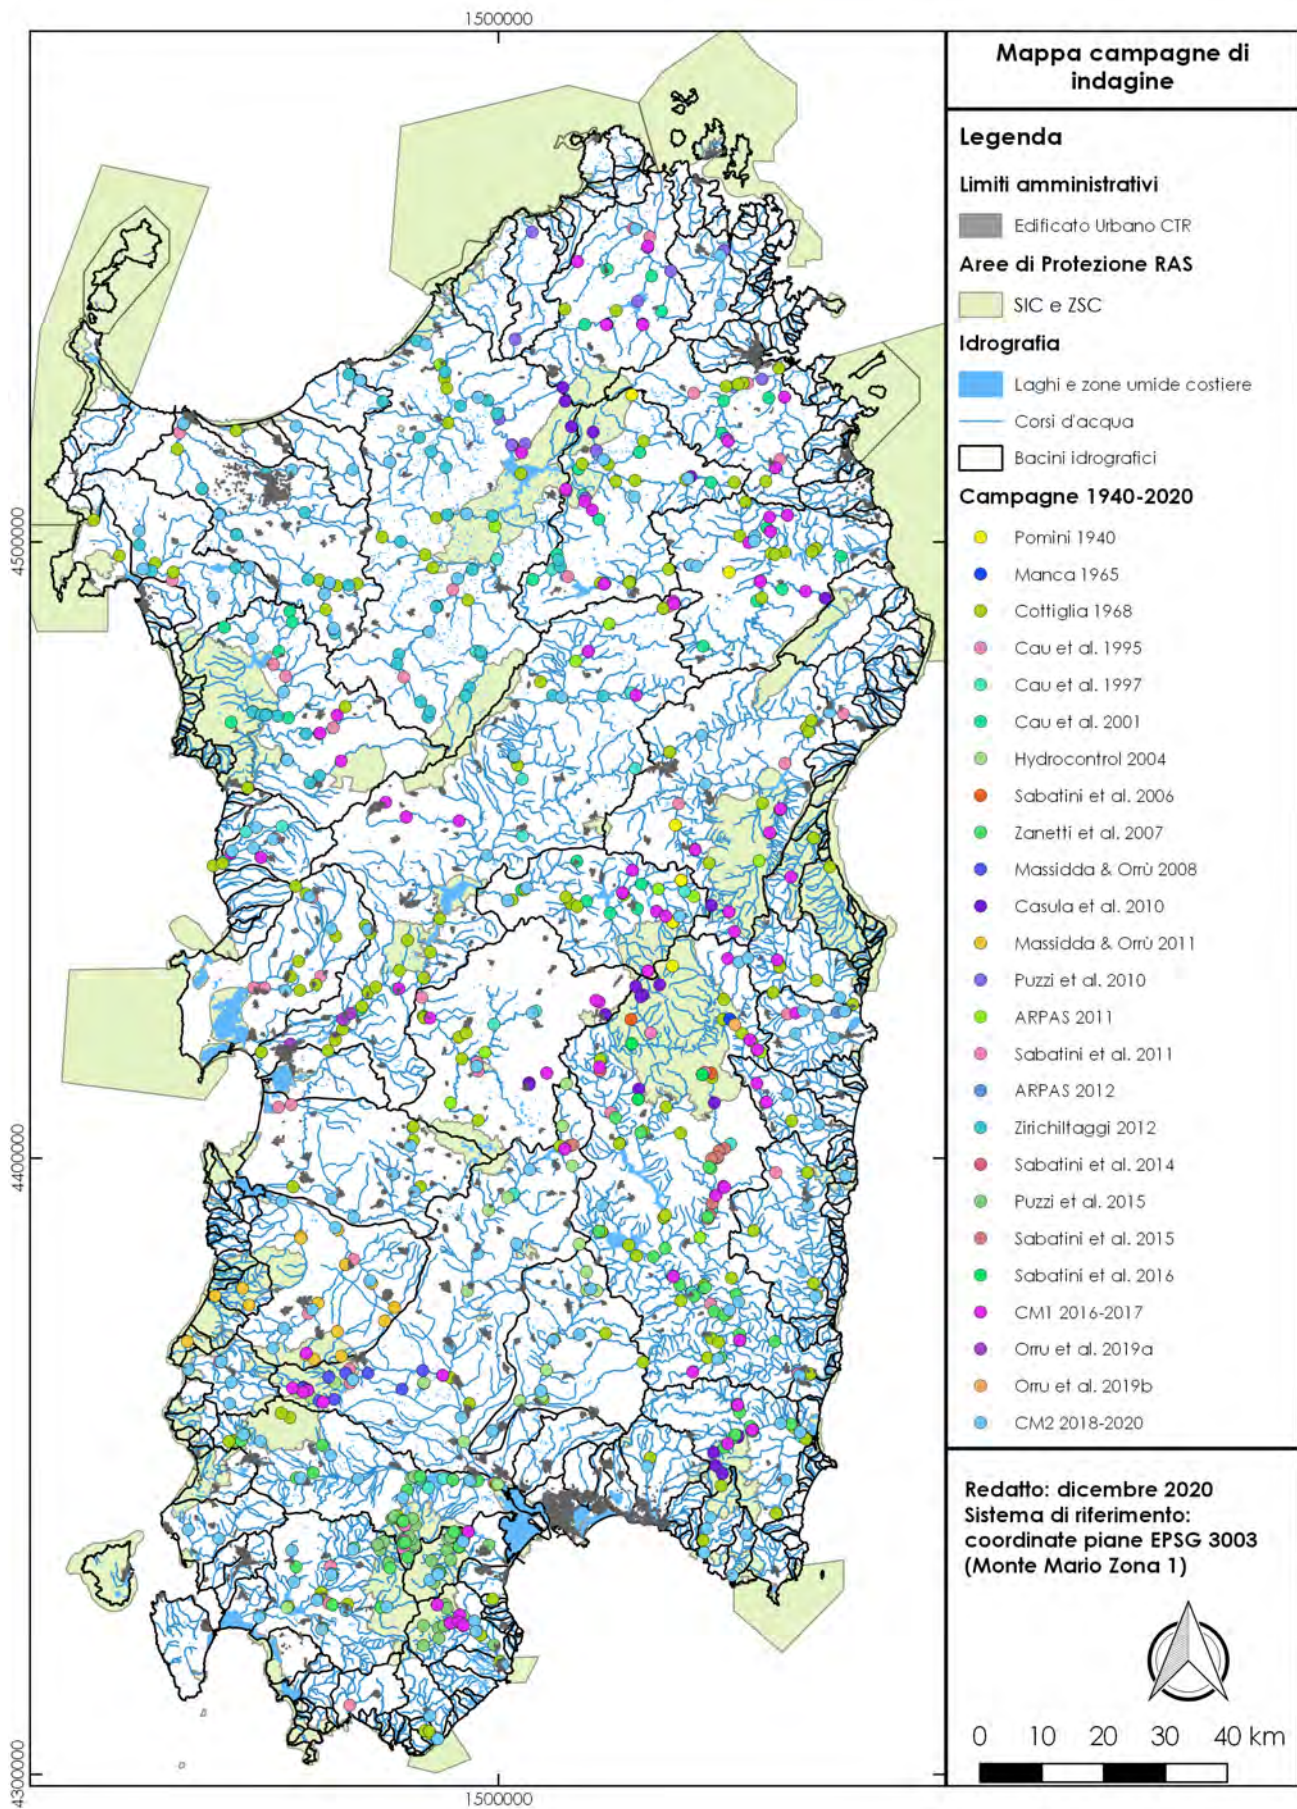 1500000
Mappa campagne di
indagine
Legenda
Limiti amministrativi
Edificato Urbano CTR
Aree di Protezione RAS
SIC e ZSC
Idrografia
Laghi e zone umide costiere
Corsi d'acqua
Bacini idrografici
Campagne 1940-2020
Pomini 1940
Manca 1965
Cottiglia 1968
Cau et al. 1995
Cau et al. 1997
Cau et al. 2001
Hydrocontrol 2004
Sabatini et al. 2006
Zanetti et al. 2007
Massidda & Orrù 2008
Casula et al. 2010
Massidda & Orrù 2011
Puzzi et al. 2010
ARPAS 2011
Sabatini et al. 2011
ARPAS 2012
Zirichiltaggi 2012
Sabatini et al. 2014
Puzzi et al. 2015
Sabatini et al. 2015
Sabatini et al. 2016
CM1 2016-2017
Orru et al. 2019a
Orru et al. 2019b
CM2 2018-2020
Redatto: dicembre 2020
Sistema di riferimento:
coordinate piane EPSG 3003
(Monte Mario Zona 1)
0 10 20 30 40 km
4500000
4400000
4300000
1500000